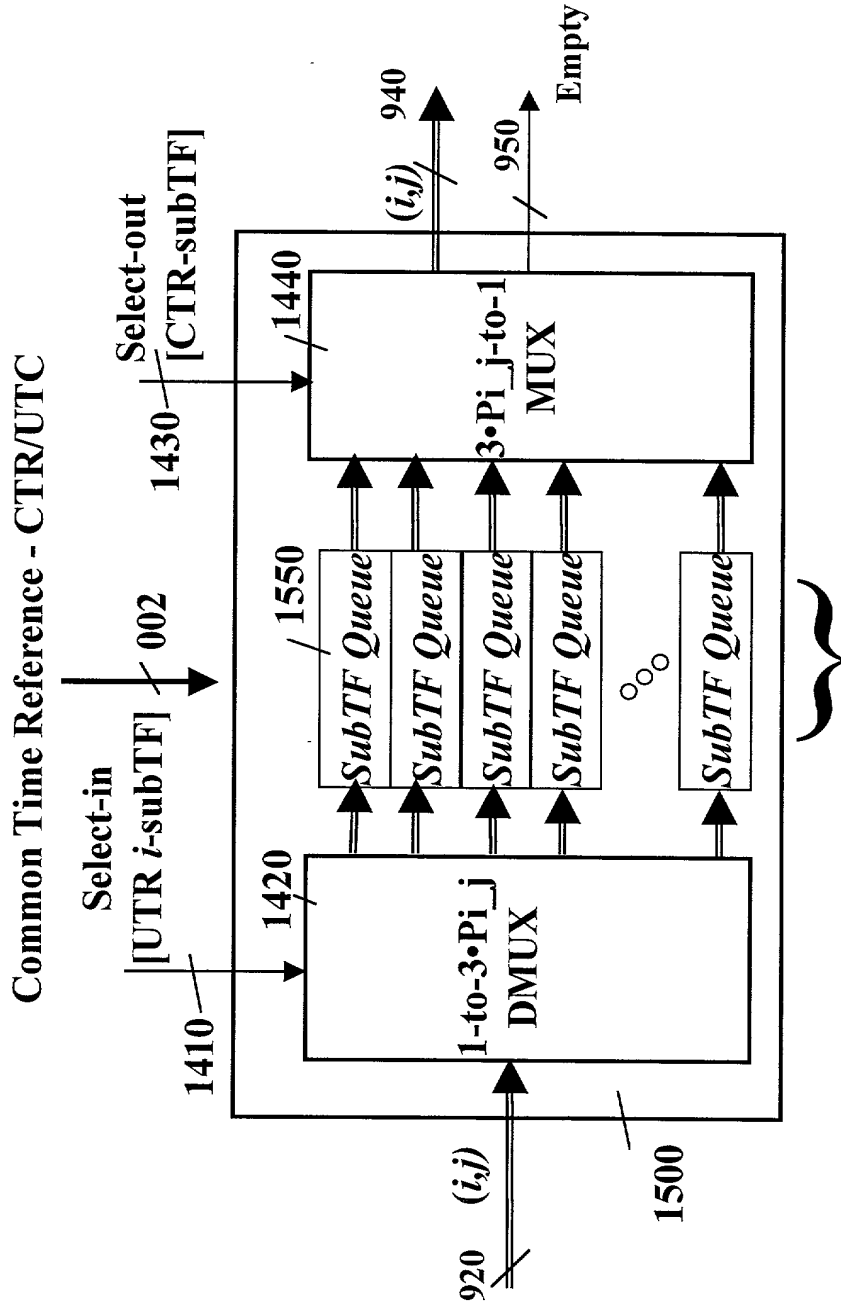 Common Time Reference - CTR/UTC
002
Select-in
[UTR i-subTF]
1410
Select-out
[CTR-subTF]
1430
920
(i,j)
1420
1-to-3•Pi_j
DMUX
1550
SubTF Queue
SubTF Queue
SubTF Queue
SubTF Queue
SubTF Queue
1440
3•Pi_j-to-1
MUX
(i,j)
940
950
Empty
1500